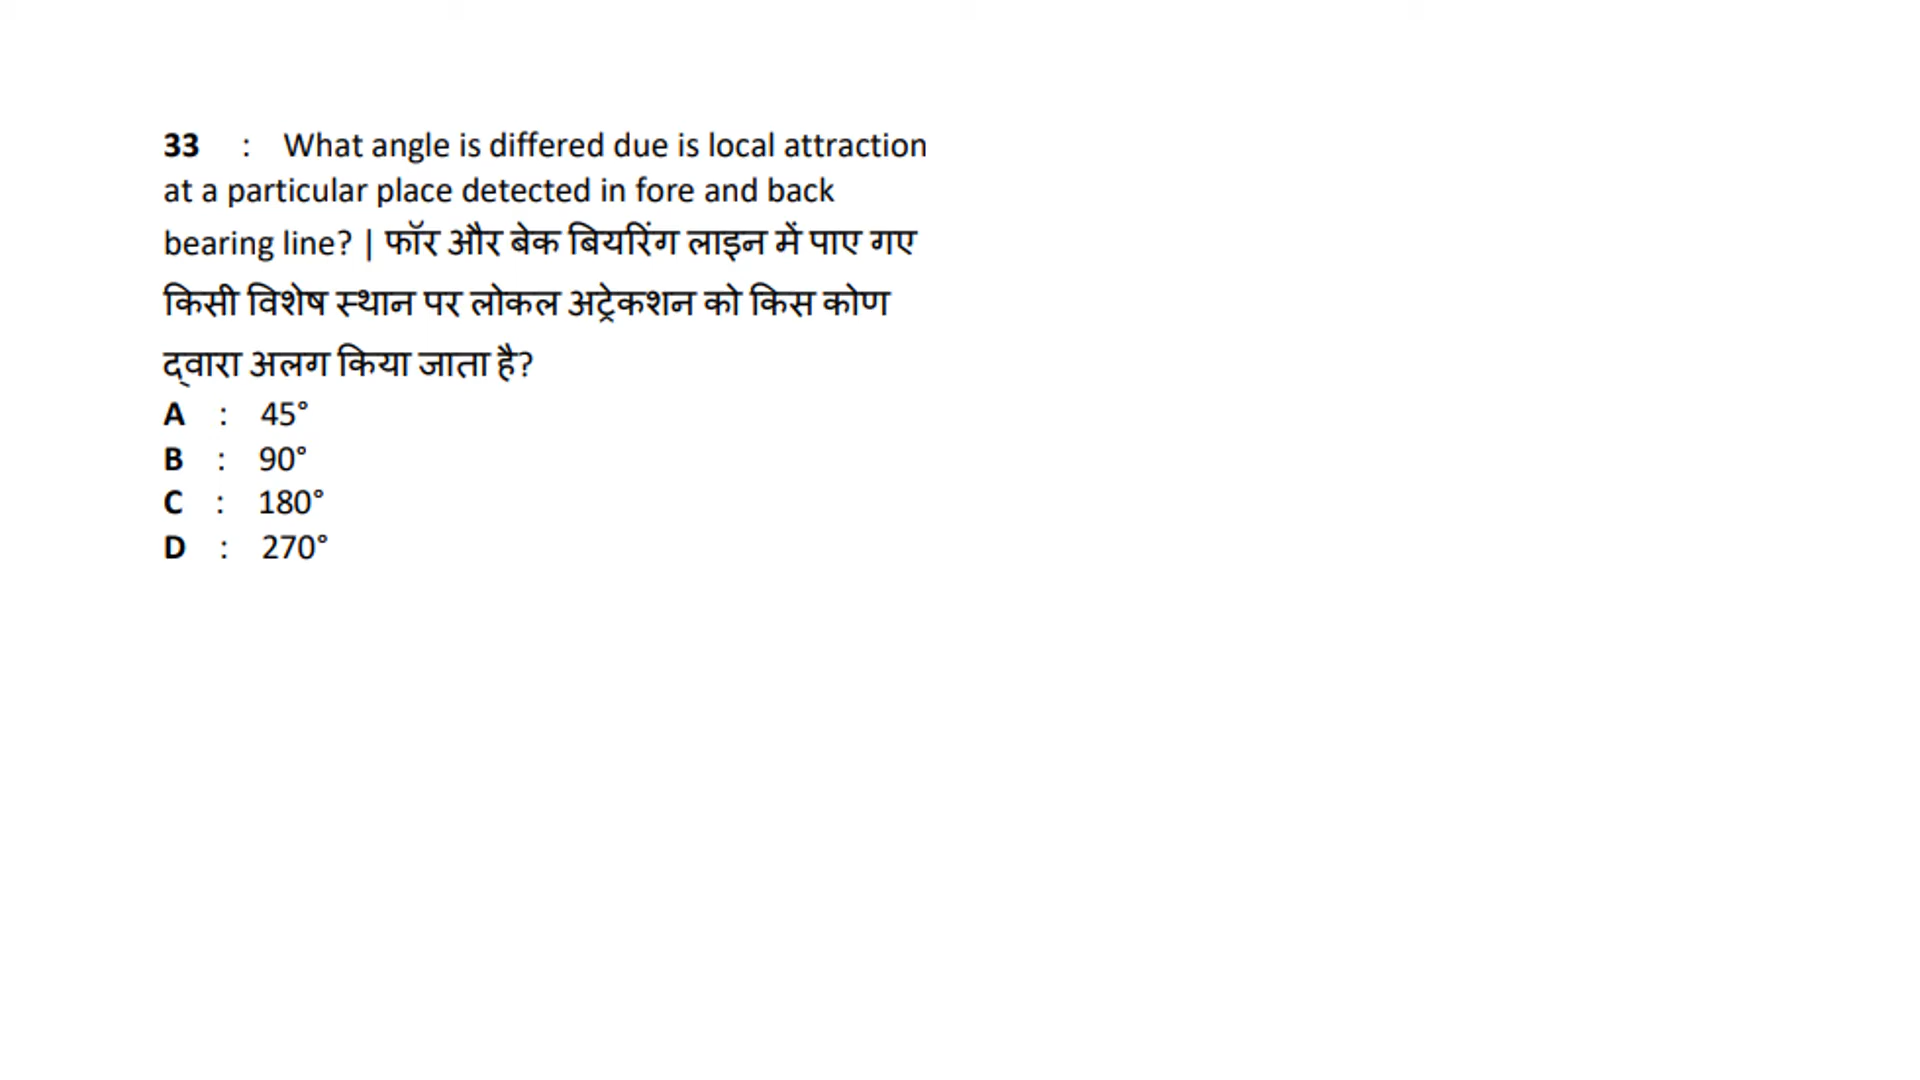 33 : What angle is differed due is local attraction
at a particular place detected in fore and back
bearing line? | फॉर और बेक बियरिंग लाइन में पाए गए
किसी विशेष स्थान पर लोकल अट्रेकशन को किस कोण
द्वारा अलग किया जाता है?
A : 45°
B : 90°
C : 180°
D : 270°